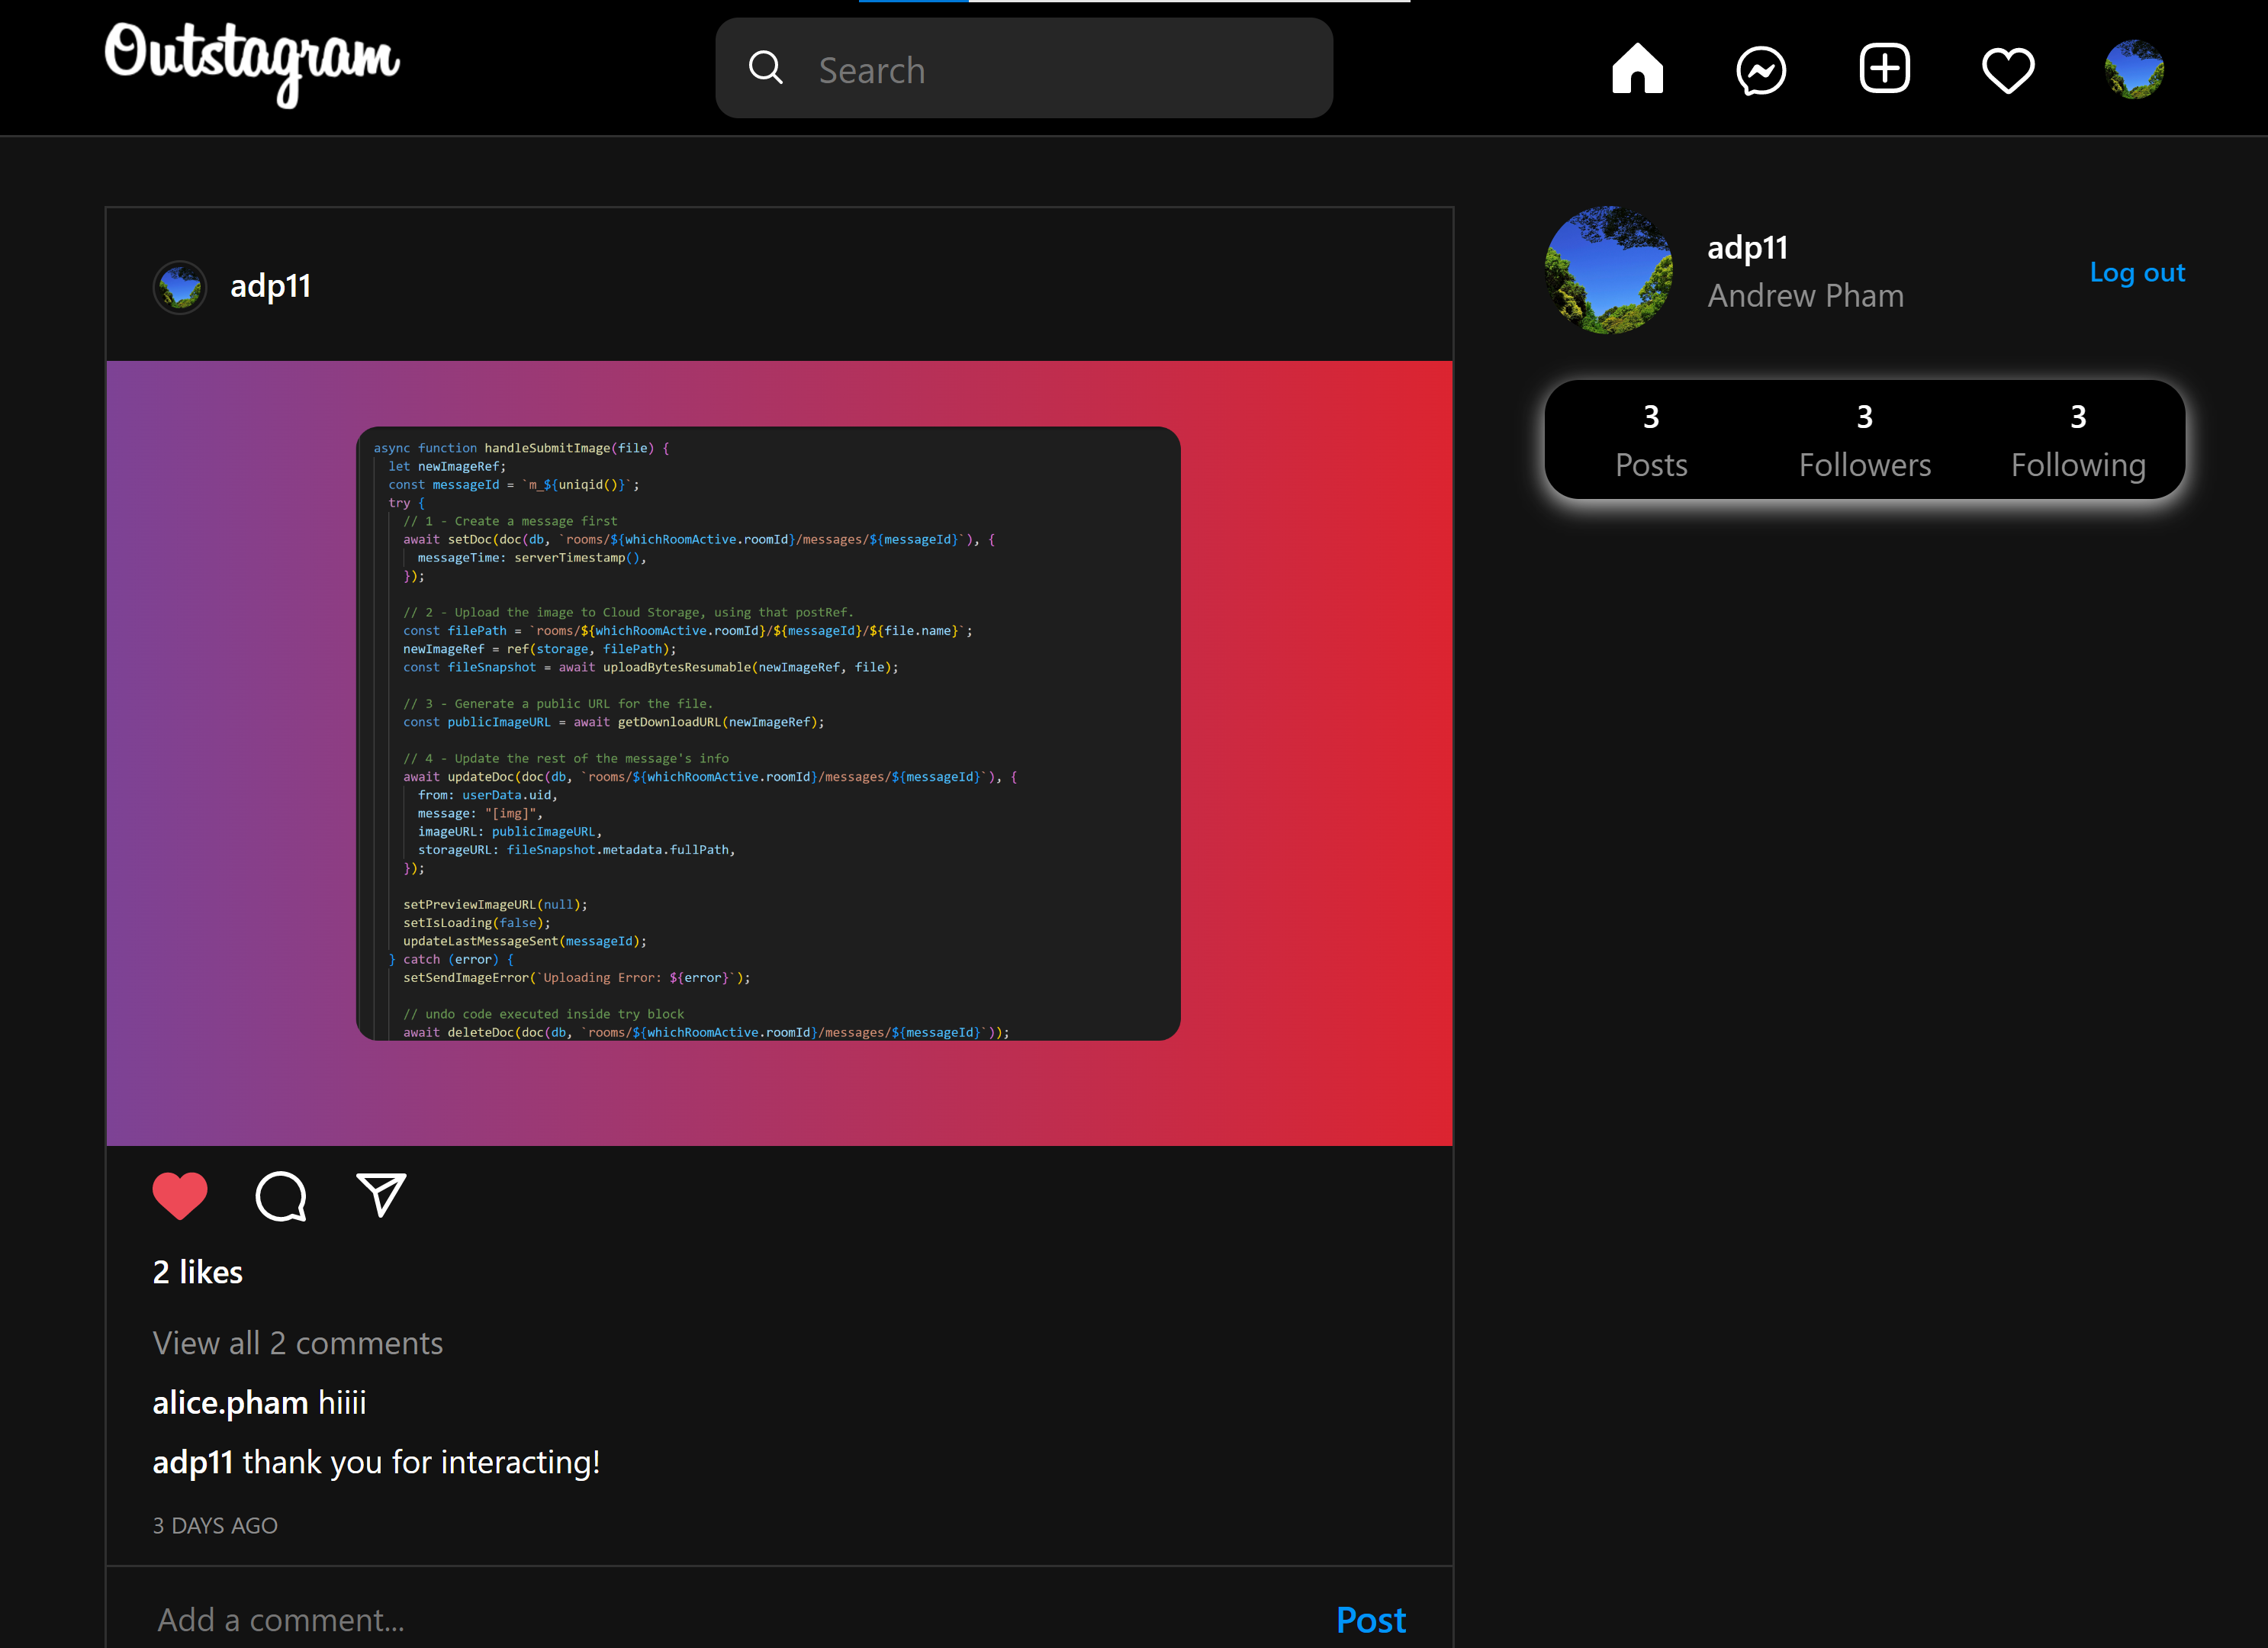 Outstagram
Search
adp11
adp11
Andrew Pham
Log out
3 3 3
Posts Followers Following
async function handleSubmitImage(file) {
let newImageRef;
const messageId = `m_${uniqid()}`;
try {
// 1 - Create a message first
await setDoc(doc(db, `rooms/${whichRoomActive.roomId}/messages/${messageId}`), {
messageTime: serverTimestamp(),
});
// 2 - Upload the image to Cloud Storage, using that postRef.
const filePath = `rooms/${whichRoomActive.roomId}/${messageId}/${file.name}`;
newImageRef = ref(storage, filePath);
const fileSnapshot = await uploadBytesResumable(newImageRef, file);
// 3 - Generate a public URL for the file.
const publicImageURL = await getDownloadURL(newImageRef);
// 4 - Update the rest of the message's info
await updateDoc(doc(db, `rooms/${whichRoomActive.roomId}/messages/${messageId}`), {
from: userData.uid,
message: "[img]",
imageURL: publicImageURL,
storageURL: fileSnapshot.metadata.fullPath,
});
setPreviewImageURL(null);
setIsLoading(false);
updateLastMessageSent(messageId);
} catch (error) {
setSendImageError(`Uploading Error: ${error}`);
// undo code executed inside try block
await deleteDoc(doc(db, `rooms/${whichRoomActive.roomId}/messages/${messageId}`));
2 likes
View all 2 comments
alice.pham hiiii
adp11 thank you for interacting!
3 DAYS AGO
Add a comment...
Post